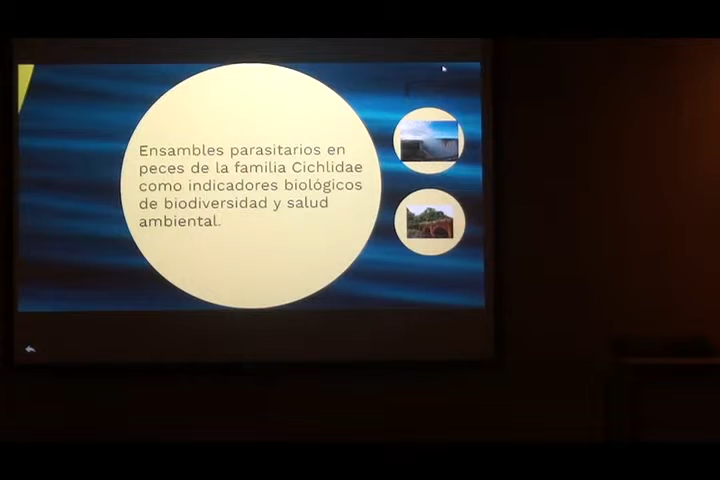 Ensambles parasitarios en
peces de la familia Cichlidae
como indicadores biológicos
de biodiversidad y salud
ambiental.